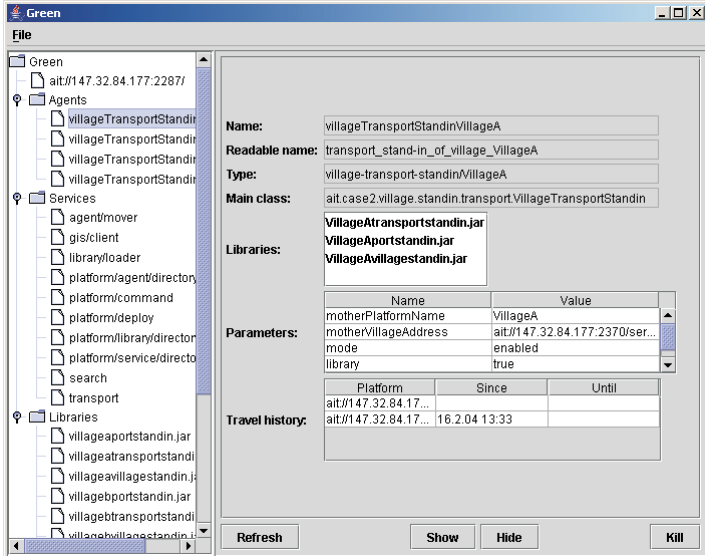 Green
File
Green
ait://147.32.84.177:2287/
Agents
villageTransportStandin
villageTransportStandin
villageTransportStandin
villageTransportStandin
Services
agent/mover
gis/client
library/loader
platform/agent/directory
platform/command
platform/deploy
platform/library/director
platform/service/directo
search
transport
Libraries
villageaportstandin.jar
villageatransportstandi
villageavillagestandin.ja
villagebportstandin.jar
villagebtransportstandi
villagebvillagestandin.j
Name: villageTransportStandinVillageA
Readable name: transport_stand-in_of_village_VillageA
Type: village-transport-standin/VillageA
Main class: ait.case2.village.standin.transport.VillageTransportStandin
Libraries:
VillageAtransportstandin.jar
VillageAportstandin.jar
VillageAvillagestandin.jar
Parameters:
Name Value
motherPlatformName VillageA
motherVillageAddress ait://147.32.84.177:2370/ser...
mode enabled
library true
Travel history:
Platform Since Until
ait://147.32.84.17...
ait://147.32.84.17... 16.2.04 13:33
Refresh Show Hide Kill